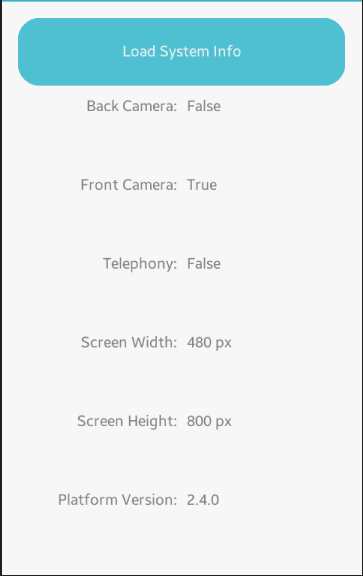 Load System Info
Back Camera: False
Front Camera: True
Telephony: False
Screen Width: 480 px
Screen Height: 800 px
Platform Version: 2.4.0